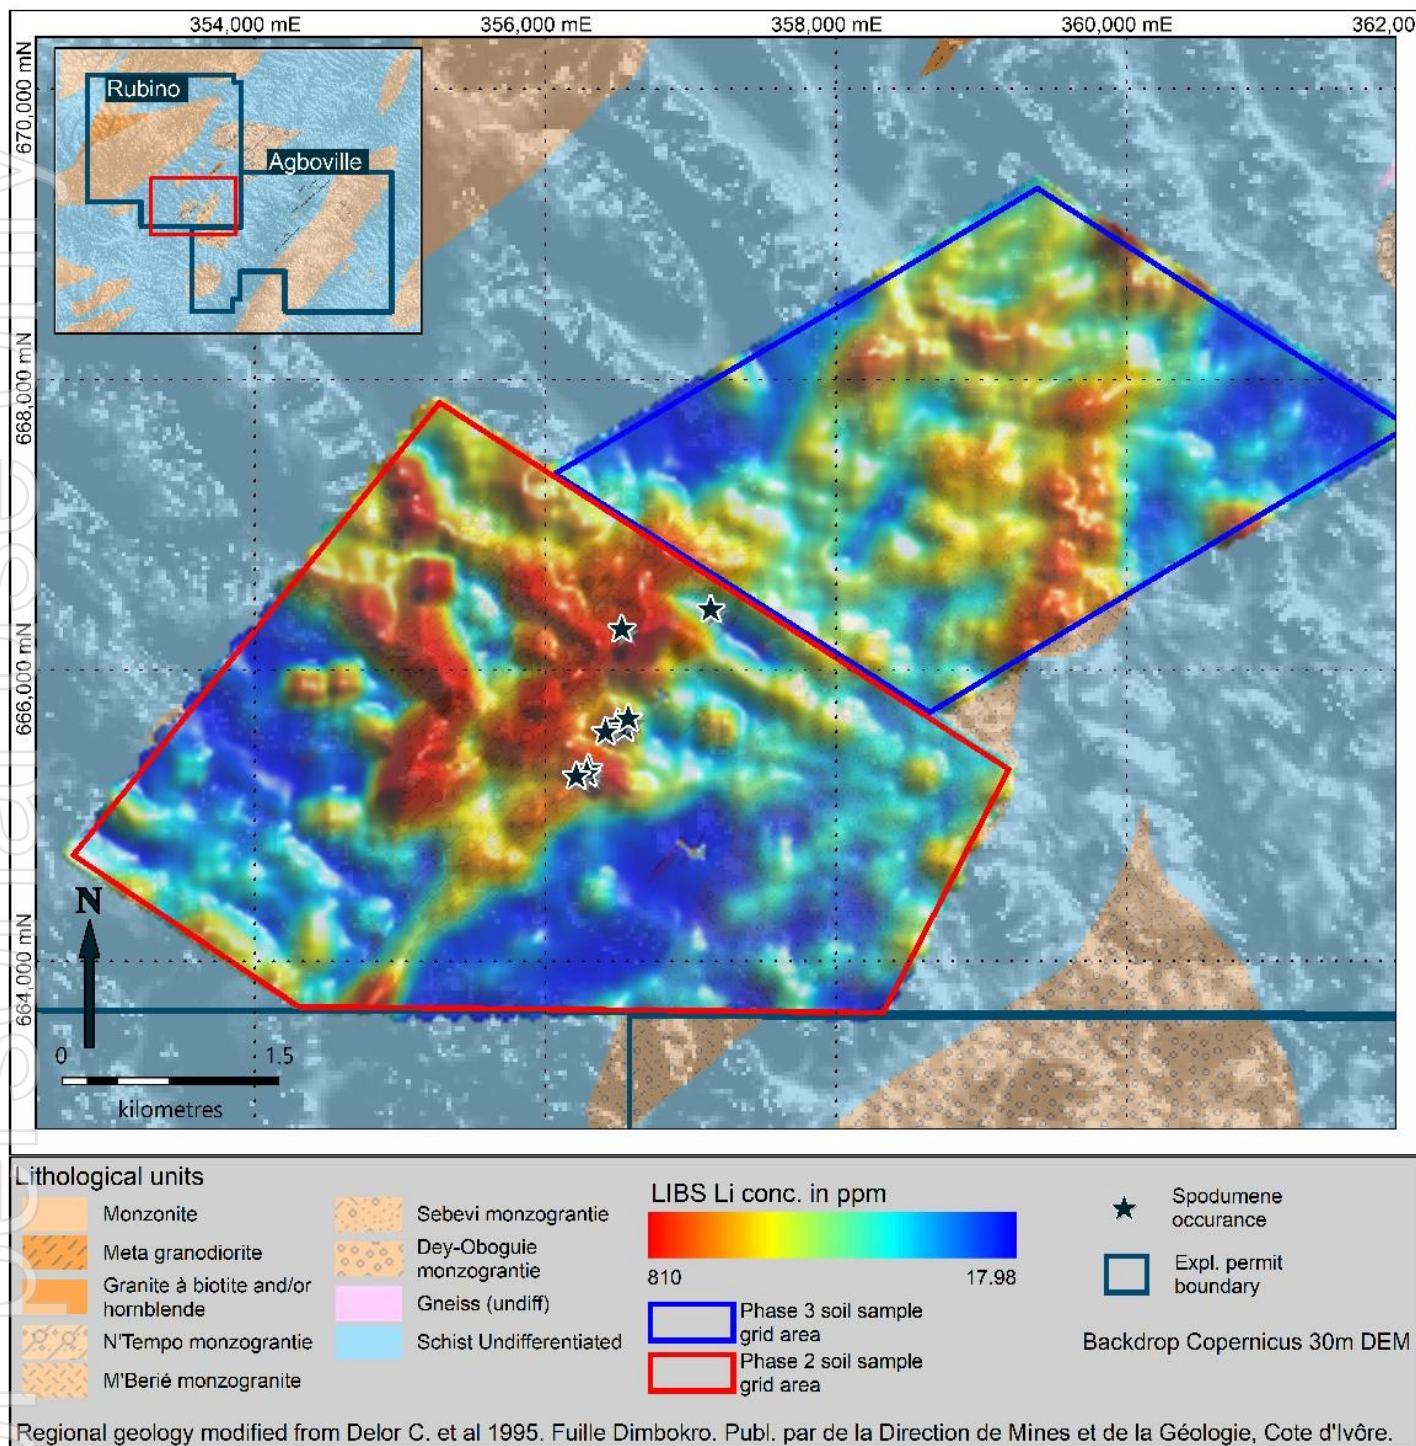 354,000 mE 356,000 mE 358,000 mE 360,000 mE 362,00
670,000 mN
668,000 mN
666,000 mN
664,000 mN
Rubino
Agboville
N
0 1.5
kilometres
Lithological units
Monzonite
Meta granodiorite
Granite à biotite and/or
hornblende
N'Tempo monzograntie
M'Berié monzogranite
Sebevi monzograntie
Dey-Oboguie
monzograntie
Gneiss (undiff)
Schist Undifferentiated
LIBS Li conc. in ppm
810 17.98
Phase 3 soil sample
grid area
Phase 2 soil sample
grid area
Spodumene
occurance
Expl. permit
boundary
Backdrop Copernicus 30m DEM
Regional geology modified from Delor C. et al 1995. Fuille Dimbokro. Publ. par de la Direction de Mines et de la Géologie, Cote d'Ivôre.